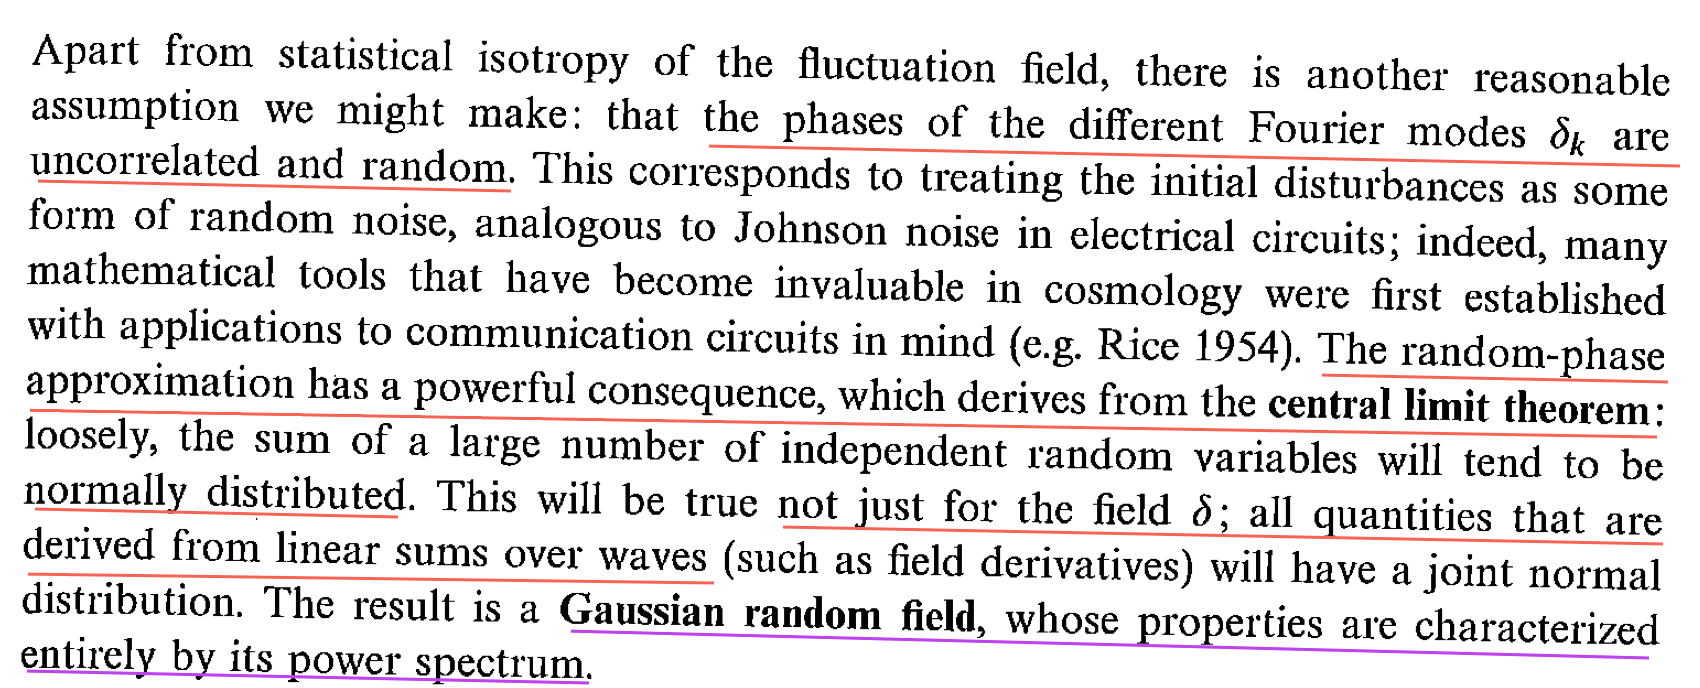 Apart from statistical isotropy of the fluctuation field, there is another reasonable
assumption we might make: that the phases of the different Fourier modes δk are
uncorrelated and random. This corresponds to treating the initial disturbances as some
form of random noise, analogous to Johnson noise in electrical circuits; indeed, many
mathematical tools that have become invaluable in cosmology were first established
with applications to communication circuits in mind (e.g. Rice 1954). The random-phase
approximation has a powerful consequence, which derives from the central limit theorem:
loosely, the sum of a large number of independent random variables will tend to be
normally distributed. This will be true not just for the field δ; all quantities that are
derived from linear sums over waves (such as field derivatives) will have a joint normal
distribution. The result is a Gaussian random field, whose properties are characterized
entirely by its power spectrum.